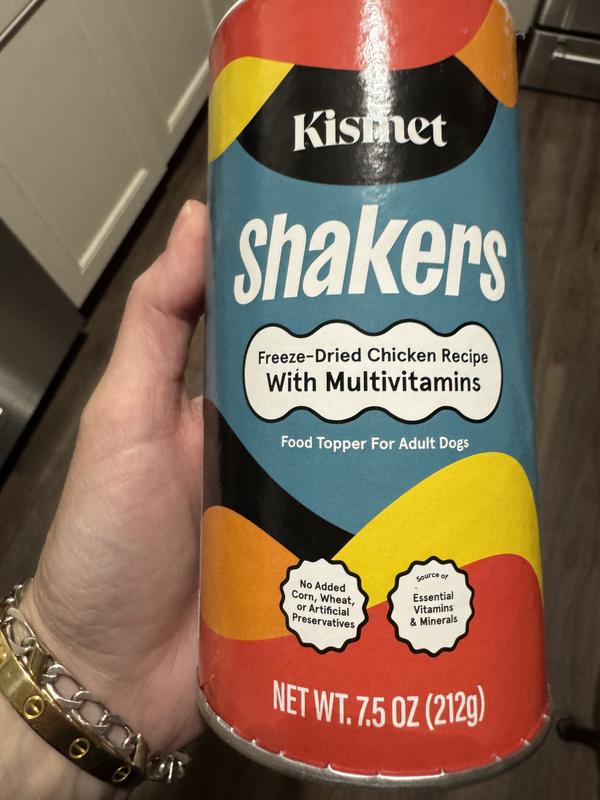 Kismet
Shakers
Freeze-Dried Chicken Recipe
With Multivitamins
Food Topper For Adult Dogs
No Added
Corn, Wheat,
or Artificial
Preservatives
Source of
Essential
Vitamins
& Minerals
NET WT. 7.5 OZ (212g)